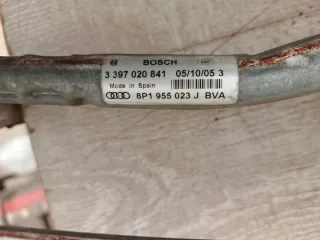 BOSCH
3 397 020 841 05/10/05 3
Made in Spain
8P1 955 023 J BVA